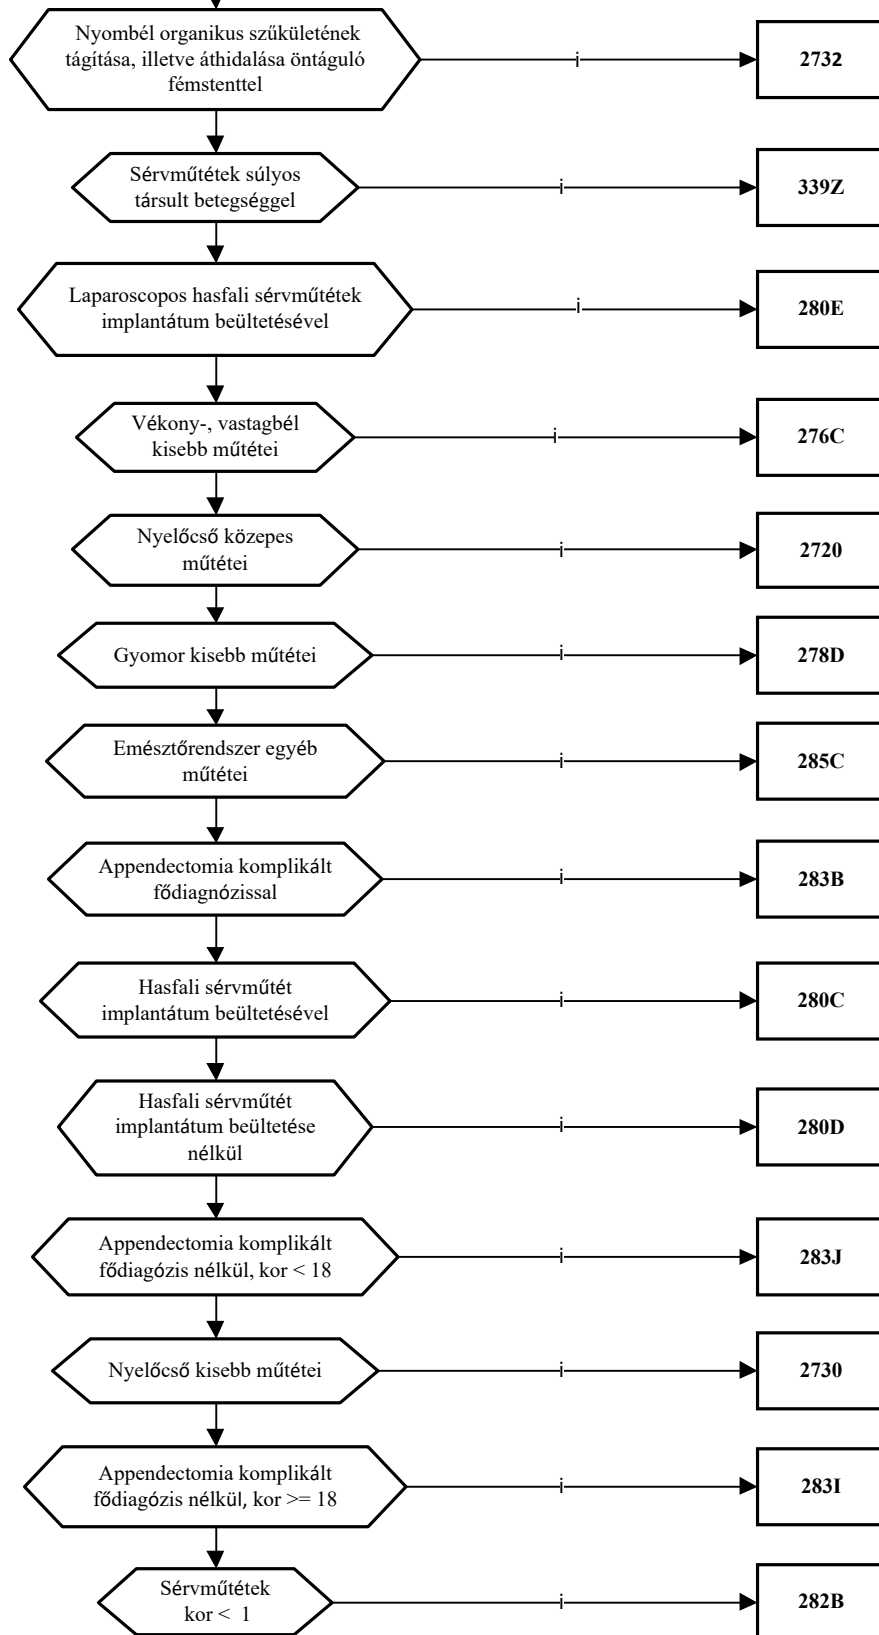 Nyombél organikus szűkületének
tágítása, illetve áthidalása öntáguló
fémstenttel
i
2732
Sérvműtétek súlyos
társult betegséggel
i
339Z
Laparoscopos hasfali sérvműtétek
implantátum beültetésével
i
280E
Vékony-, vastagbél
kisebb műtétei
i
276C
Nyelőcső közepes
műtétei
i
2720
Gyomor kisebb műtétei
i
278D
Emésztőrendszer egyéb
műtétei
i
285C
Appendectomia komplikált
fődiagnózissal
i
283B
Hasfali sérvműtét
implantátum beültetésével
i
280C
Hasfali sérvműtét
implantátum beültetése
nélkül
i
280D
Appendectomia komplikált
fődiagózis nélkül, kor < 18
i
283J
Nyelőcső kisebb műtétei
i
2730
Appendectomia komplikált
fődiagózis nélkül, kor >= 18
i
283I
Sérvműtétek
kor < 1
i
282B